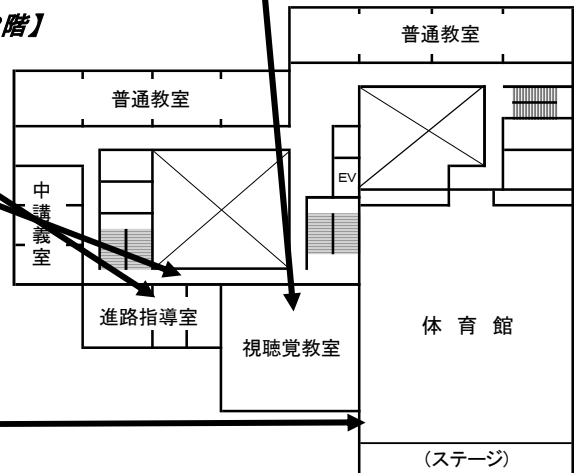 階】
普通教室
普通教室
EV
中講義室
進路指導室
体 育 館
視聴覚教室
(ステージ)